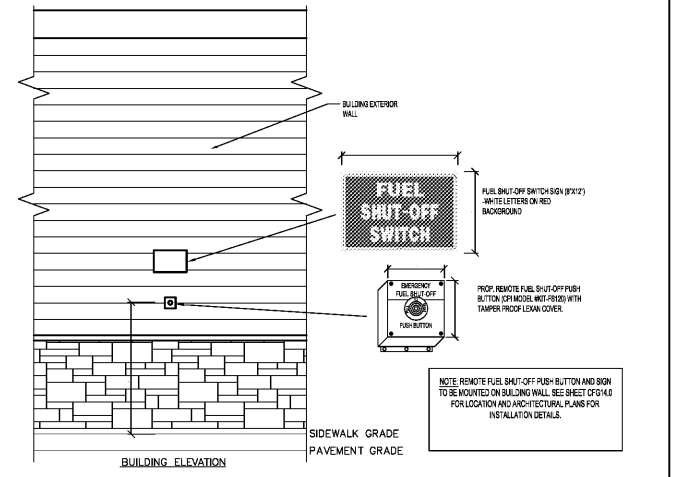 BUILDING EXTERIOR
WALL
FUEL
SHUT-OFF
SWITCH
FUEL SHUT-OFF SWITCH SIGN (8"X12")
-WHITE LETTERS ON RED
BACKGROUND
EMERGENCY
FUEL SHUT-OFF
PUSH BUTTON
PROP. REMOTE FUEL SHUT-OFF PUSH
BUTTON (CPI MODEL #KIT-FS120) WITH
TAMPER PROOF LEXAN COVER.
NOTE: REMOTE FUEL SHUT-OFF PUSH BUTTON AND SIGN
TO BE MOUNTED ON BUILDING WALL. SEE SHEET CFG14.0
FOR LOCATION AND ARCHITECTURAL PLANS FOR
INSTALLATION DETAILS.
SIDEWALK GRADE
PAVEMENT GRADE
BUILDING ELEVATION